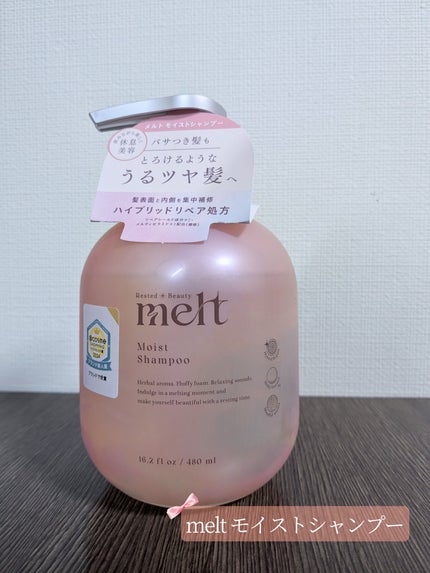 メルトモイストシャンプー
休息
美容
パサつき髪も
とろけるような
うるツヤ髪へ
髪表面と内側を集中補修
ハイブリッドリペア処方
Rested + Beauty
melt
Moist
Shampoo
Herbal aroma. Fluffy foam. Relaxing sounds.
Indulge in a melting moment and
make yourself beautiful with a resting time.
16.2 fl oz / 480 ml
@cosme
melt モイストシャンプー